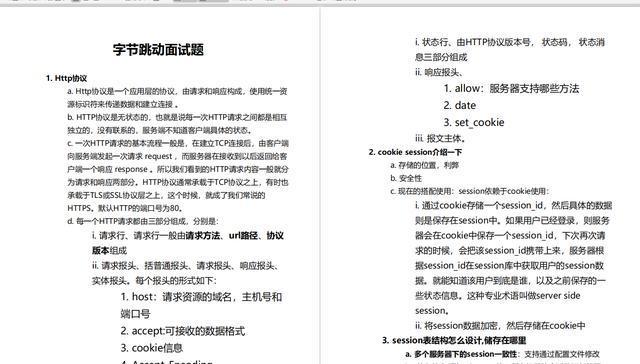 字节跳动面试题
1. Http协议
a. Http协议是一个应用层的协议，由请求和响应构成，使用统一资
源标识符来传递数据和建立连接 。
b. HTTP协议是无状态的，也就是说每一次HTTP请求之间都是相互
独立的，没有联系的，服务端不知道客户端具体的状态。
c. 一次HTTP请求的基本流程一般是，在建立TCP连接后，由客户端
向服务端发起一次请求 request ，而服务器在接收到以后返回给客
户端一个响应 response 。所以我们看到的HTTP请求内容一般就分
为请求和响应两部分。HTTP协议通常承载于TCP协议之上，有时也
承载于TLS或SSL协议层之上，这个时候，就成了我们常说的
HTTPS。默认HTTP的端口号为80。
d. 每一个HTTP请求都由三部分组成，分别是：
i. 请求行、请求行一般由请求方法、url路径、协议
版本组成
ii. 请求报头、括普通报头、请求报头、响应报头、
实体报头。每个报头的形式如下：
1. host：请求资源的域名，主机号和
端口号
2. accept:可接收的数据格式
3. cookie信息
4. Accept-Encoding
i. 状态行、由HTTP协议版本号， 状态码， 状态消
息三部分组成
ii. 响应报头、
1. allow：服务器支持哪些方法
2. date
3. set_cookie
iii. 报文主体。
2. cookie session介绍一下
a. 存储的位置，利弊
b. 安全性
c. 现在的搭配使用：session依赖于cookie使用：
i. 通过cookie存储一个session_id，然后具体的数据
则是保存在session中。如果用户已经登录，则服务
器会在cookie中保存一个session_id，下次再次请
求的时候，会把该session_id携带上来，服务器根
据session_id在session库中获取用户的session数
据。就能知道该用户到底是谁，以及之前保存的一
些状态信息。这种专业术语叫做server side
session。
ii. 将session数据加密，然后存储在cookie中
3. session表结构怎么设计,储存在哪里
a. 多个服务器下的session一致性：支持通过配置文件修改